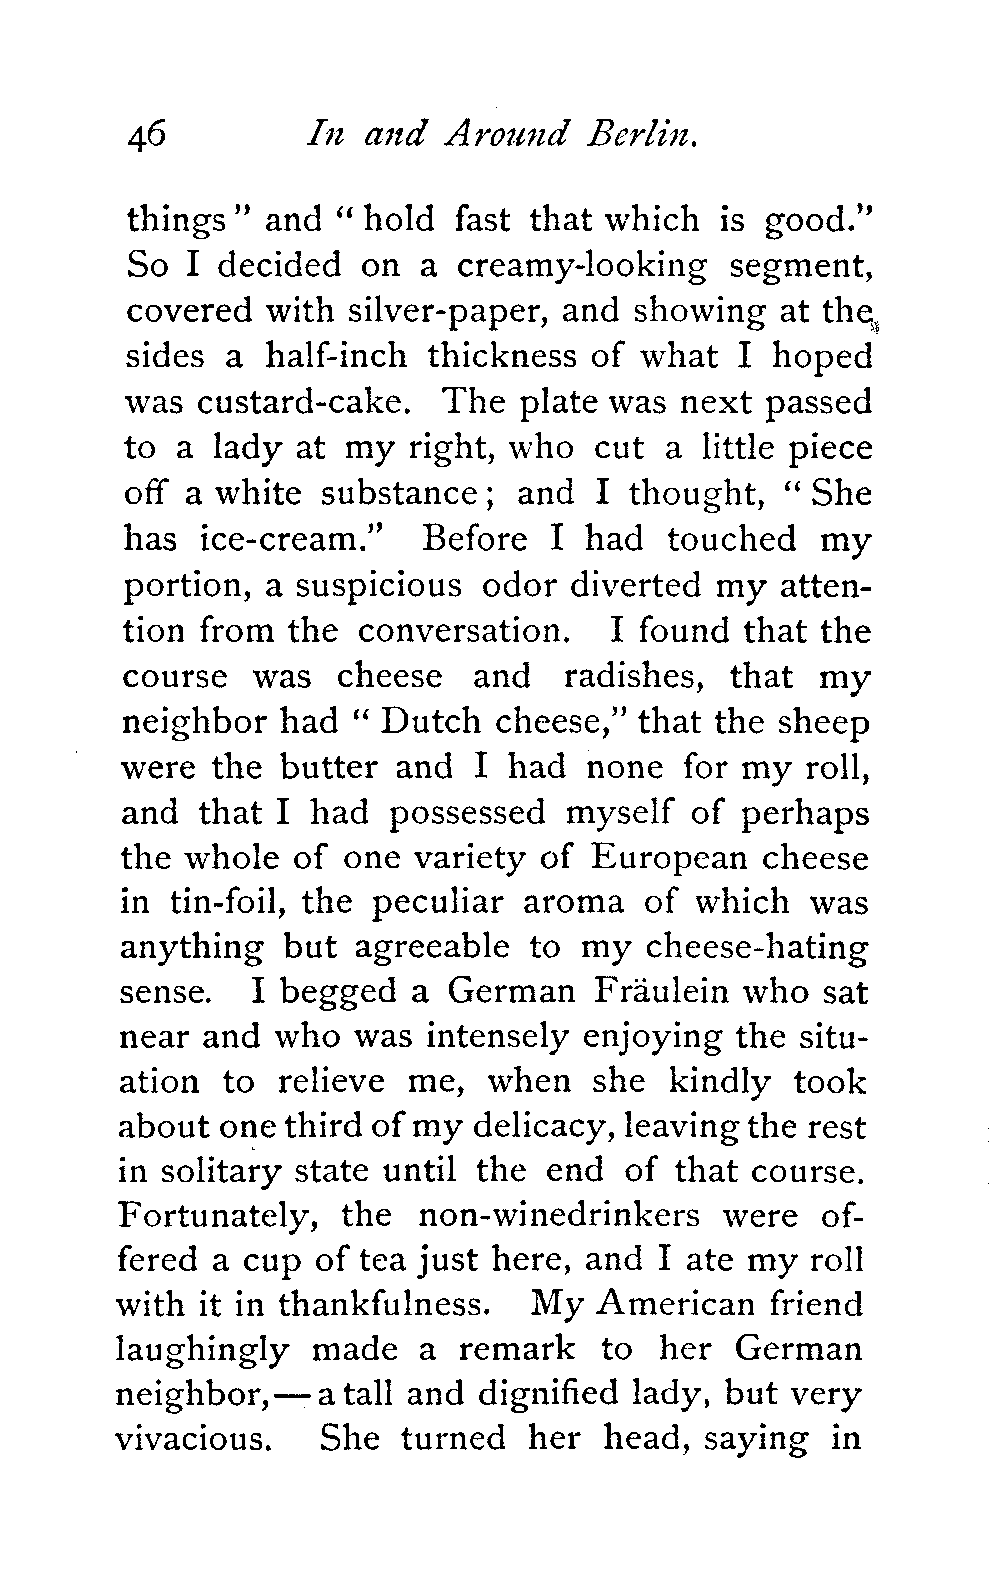 46 In and Around Berlin.
things" and "hold fast that which is good."
So I decided on a creamy-looking segment,
covered with silver-paper, and showing at the
sides a half-inch thickness of what I hoped
was custard-cake. The plate was next passed
to a lady at my right, who cut a little piece
off a white substance; and I thought, "She
has ice-cream." Before I had touched my
portion, a suspicious odor diverted my atten-
tion from the conversation. I found that the
course was cheese and radishes, that my
neighbor had "Dutch cheese," that the sheep
were the butter and I had none for my roll,
and that I had possessed myself of perhaps
the whole of one variety of European cheese
in tin-foil, the peculiar aroma of which was
anything but agreeable to my cheese-hating
sense. I begged a German Fräulein who sat
near and who was intensely enjoying the situ-
ation to relieve me, when she kindly took
about one third of my delicacy, leaving the rest
in solitary state until the end of that course.
Fortunately, the non-winedrinkers were of-
fered a cup of tea just here, and I ate my roll
with it in thankfulness. My American friend
laughingly made a remark to her German
neighbor,—a tall and dignified lady, but very
vivacious. She turned her head, saying in